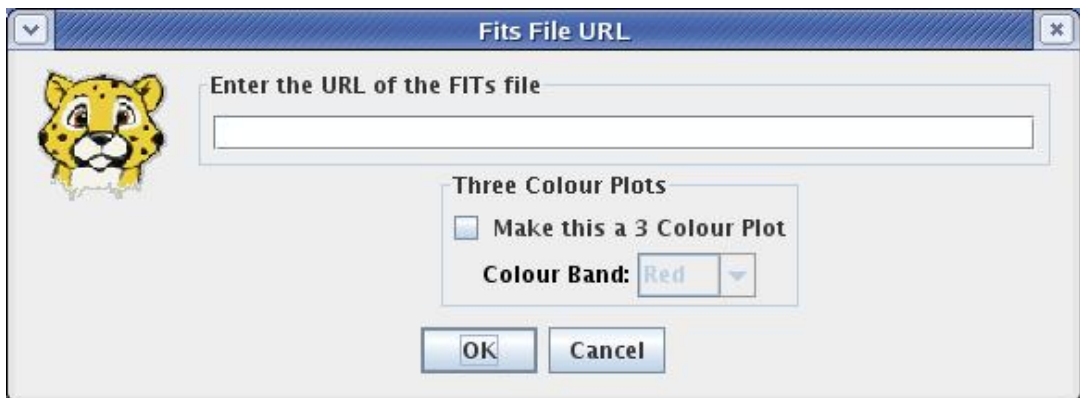 Fits File URL
Enter the URL of the FITs file
Three Colour Plots
Make this a 3 Colour Plot
Colour Band: Red
OK Cancel